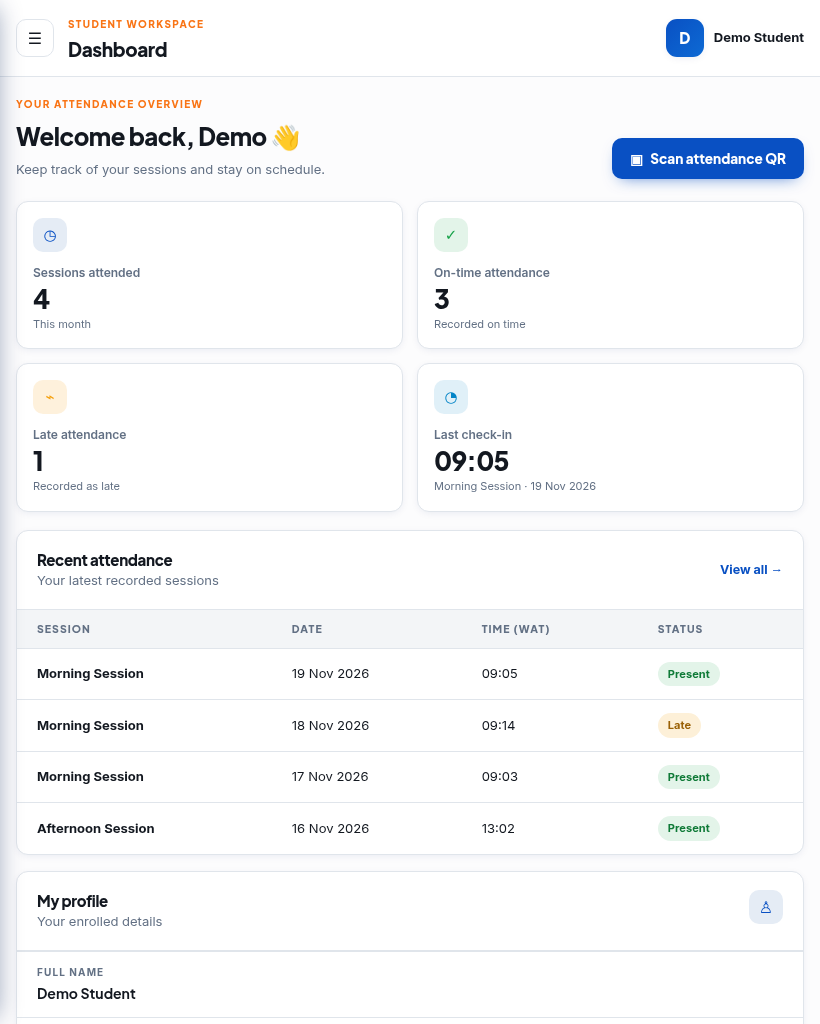 ☰
STUDENT WORKSPACE
Dashboard
D
Demo Student
YOUR ATTENDANCE OVERVIEW
Welcome back, Demo 👋
Keep track of your sessions and stay on schedule.
▣ Scan attendance QR
◷
Sessions attended
4
This month
✓
On-time attendance
3
Recorded on time
⌁
Late attendance
1
Recorded as late
◔
Last check-in
09:05
Morning Session · 19 Nov 2026
Recent attendance
Your latest recorded sessions
View all →
SESSION DATE TIME (WAT) STATUS
Morning Session 19 Nov 2026 09:05 Present
Morning Session 18 Nov 2026 09:14 Late
Morning Session 17 Nov 2026 09:03 Present
Afternoon Session 16 Nov 2026 13:02 Present
My profile
Your enrolled details
♙
FULL NAME
Demo Student